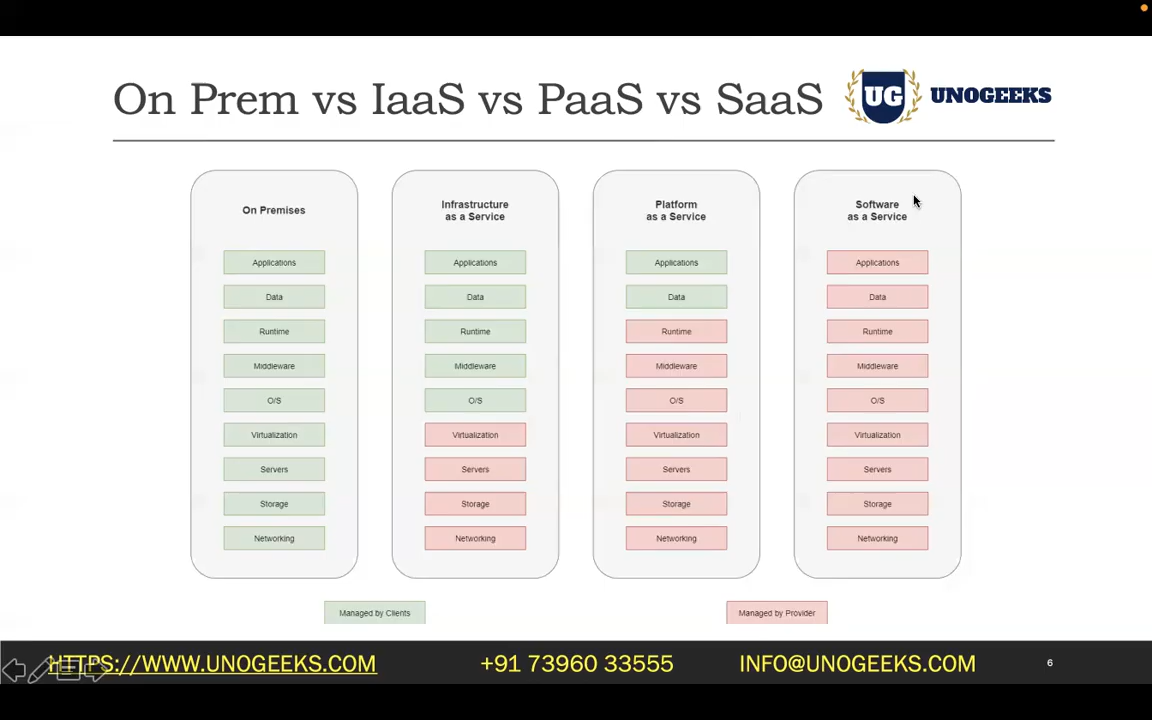 On Prem vs IaaS vs PaaS vs SaaS
UG
UNOGEEKS
On Premises
Applications
Data
Runtime
Middleware
O/S
Virtualization
Servers
Storage
Networking
Infrastructure
as a Service
Applications
Data
Runtime
Middleware
O/S
Virtualization
Servers
Storage
Networking
Platform
as a Service
Applications
Data
Runtime
Middleware
O/S
Virtualization
Servers
Storage
Networking
Software
as a Service
Applications
Data
Runtime
Middleware
O/S
Virtualization
Servers
Storage
Networking
Managed by Clients
Managed by Provider
HTTPS://WWW.UNOGEEKS.COM
+91 73960 33555
INFO@UNOGEEKS.COM
6